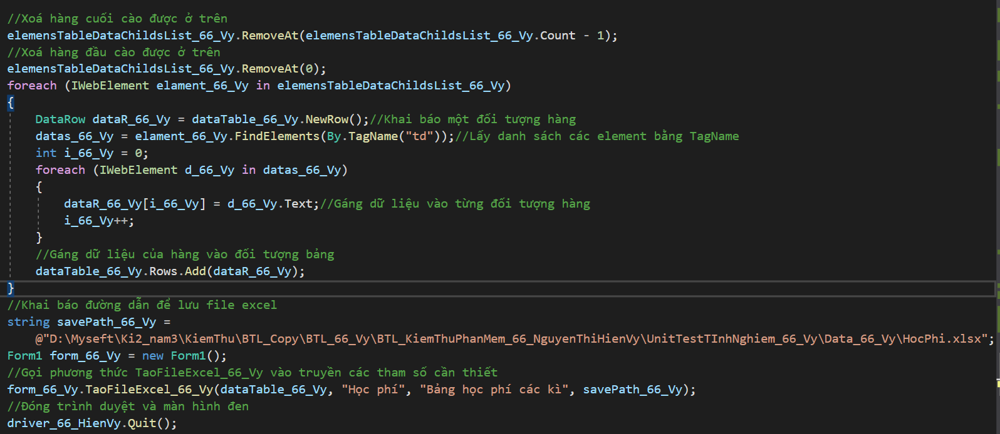 //Xoá hàng cuối cào được ở trên
elemensTableDataChildsList_66_Vy.RemoveAt(elemensTableDataChildsList_66_Vy.Count - 1);
//Xoá hàng đầu cào được ở trên
elemensTableDataChildsList_66_Vy.RemoveAt(0);
foreach (IWebElement elament_66_Vy in elemensTableDataChildsList_66_Vy)
{
    DataRow dataR_66_Vy = dataTable_66_Vy.NewRow();//Khai báo một đối tượng hàng
    datas_66_Vy = elament_66_Vy.FindElements(By.TagName("td"));//Lấy danh sách các element bằng TagName
    int i_66_Vy = 0;
    foreach (IWebElement d_66_Vy in datas_66_Vy)
    {
        dataR_66_Vy[i_66_Vy] = d_66_Vy.Text;//Gáng dữ liệu vào từng đối tượng hàng
        i_66_Vy++;
    }
    //Gáng dữ liệu của hàng vào đối tượng bảng
    dataTable_66_Vy.Rows.Add(dataR_66_Vy);
}
//Khai báo đường dẫn để lưu file excel
string savePath_66_Vy =
    @"D:\Myseft\Ki2_nam3\KiemThu\BTL_Copy\BTL_66_Vy\BTL_KiemThuPhanMem_66_NguyenThiHienVy\UnitTestTInhNghiem_66_Vy\Data_66_Vy\HocPhi.xlsx";
Form1 form_66_Vy = new Form1();
//Gọi phương thức TaoFileExcel_66_Vy vào truyền các tham số cần thiết
form_66_Vy.TaoFileExcel_66_Vy(dataTable_66_Vy, "Học phí", "Bảng học phí các kì", savePath_66_Vy);
//Đóng trình duyệt và màn hình đen
driver_66_HienVy.Quit();